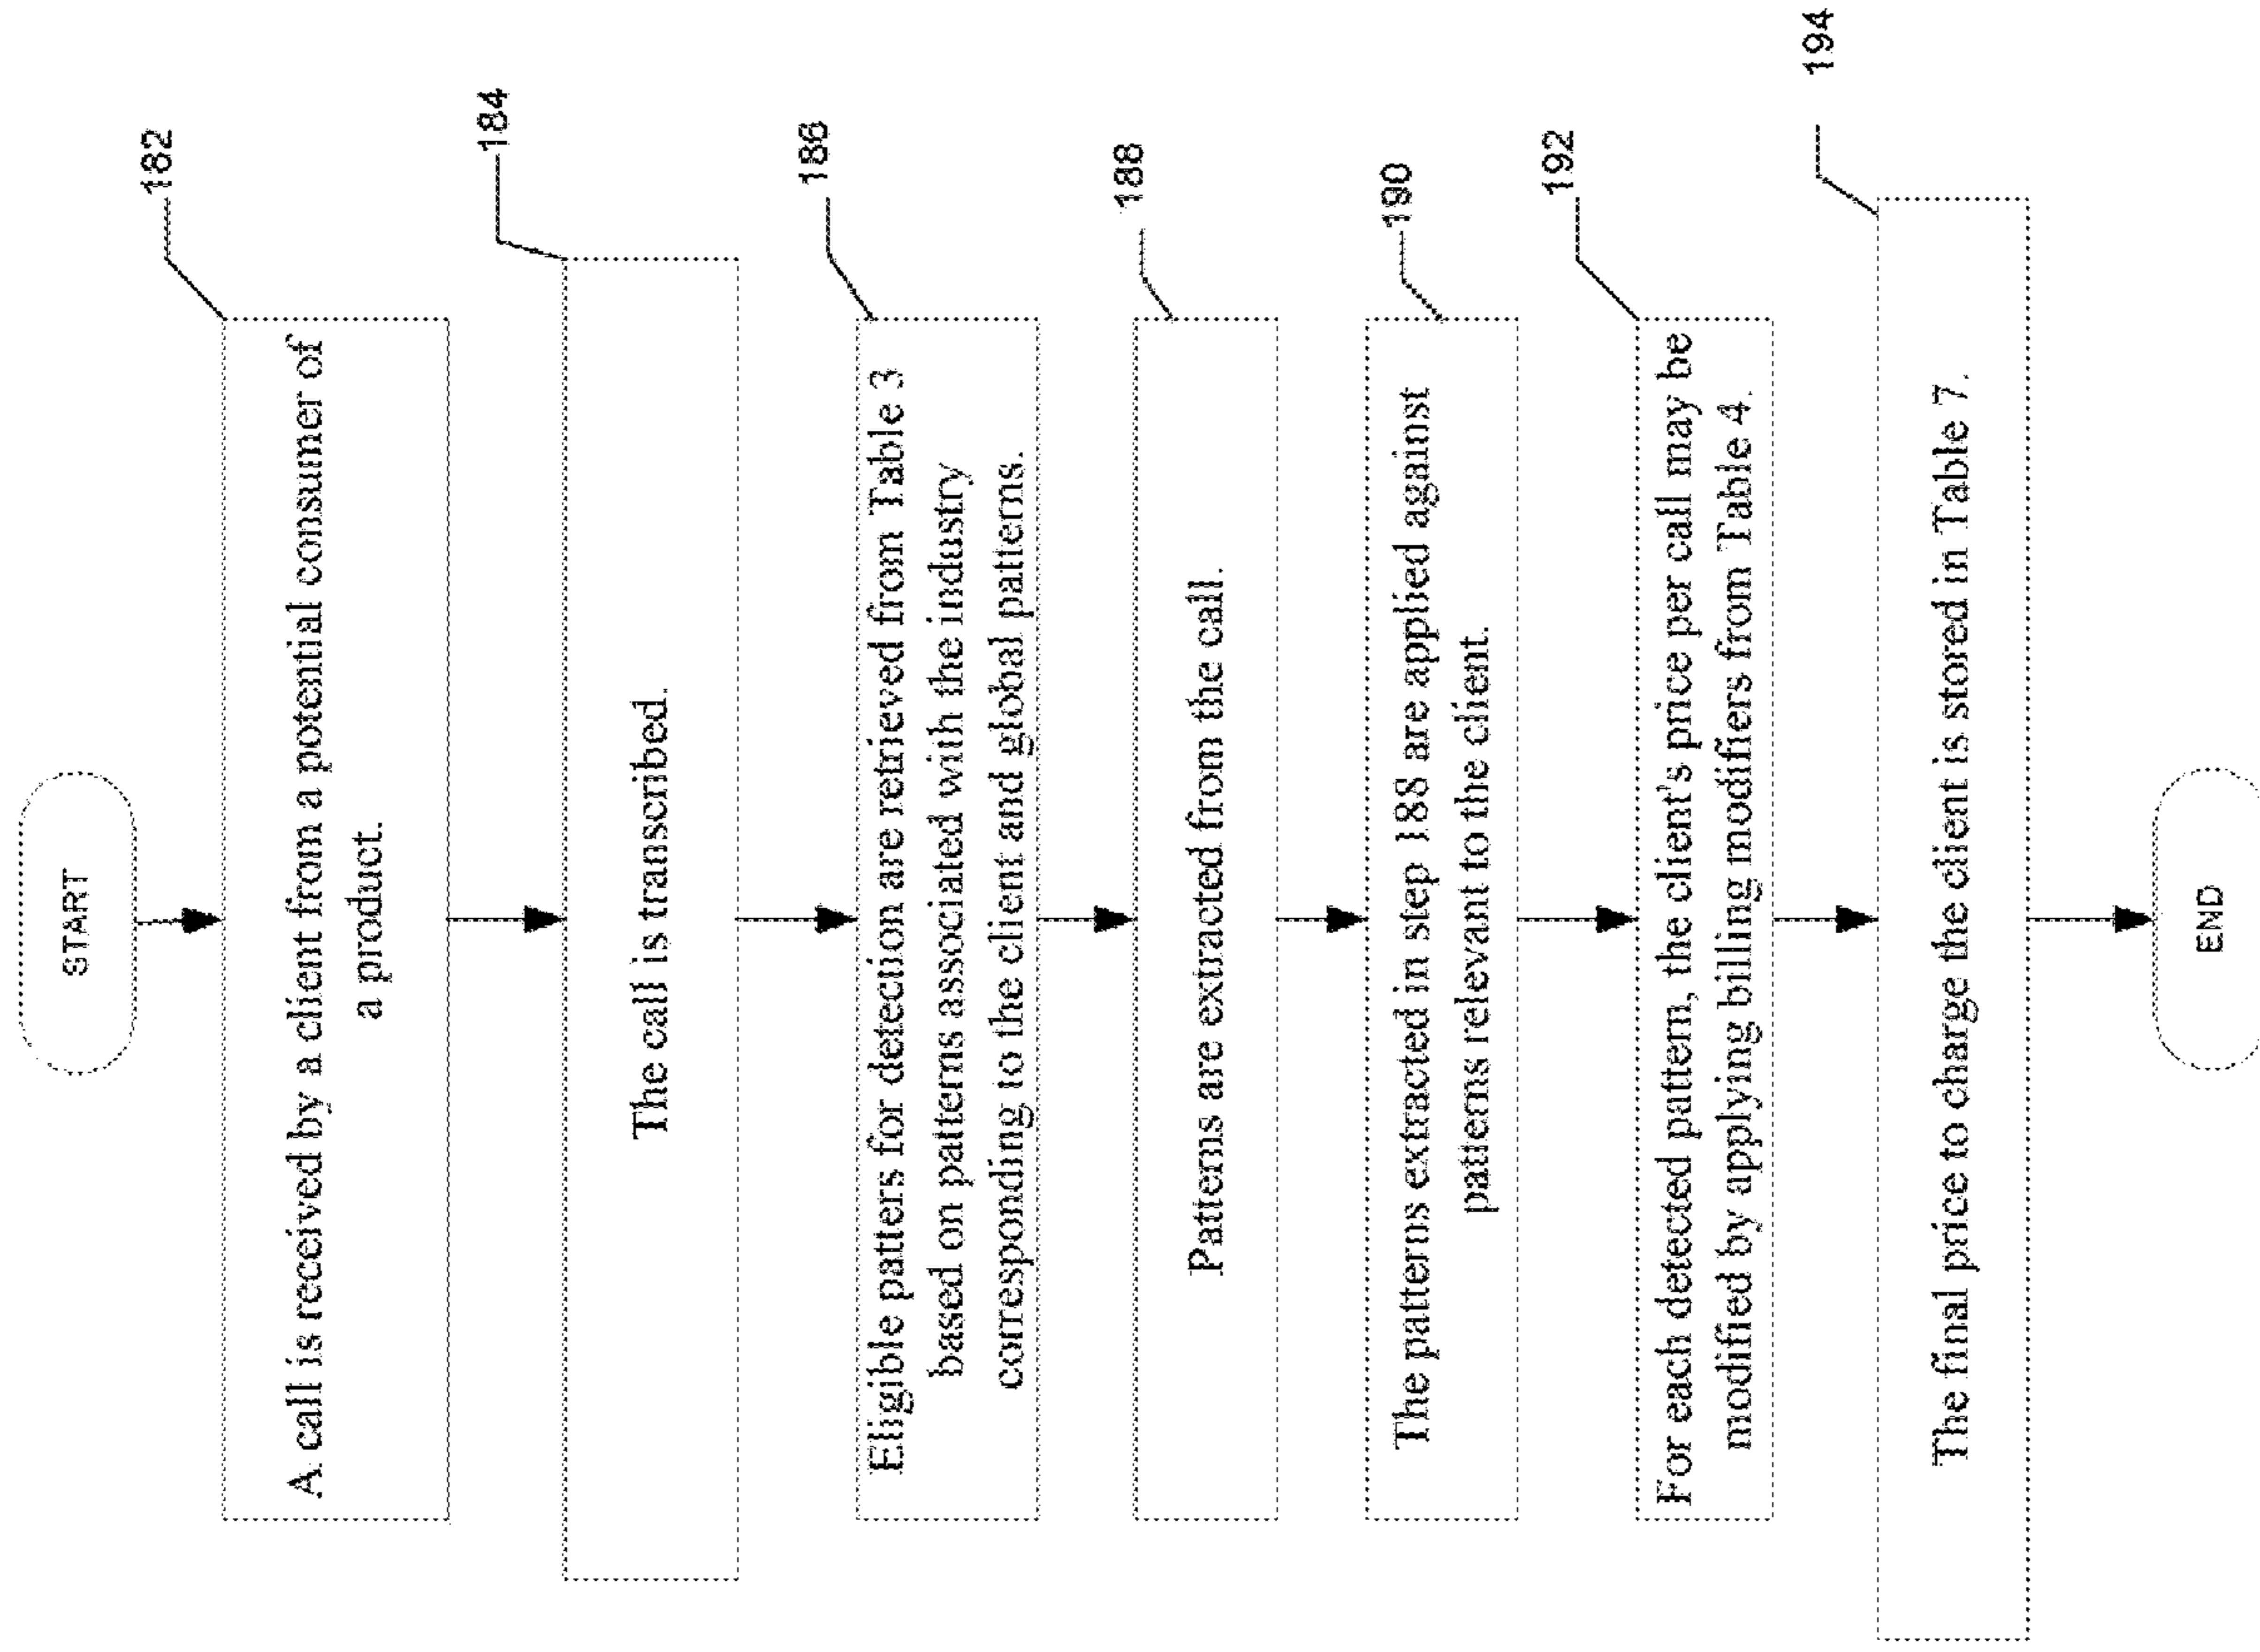 START
182
A call is received by a client from a potential consumer of
a product.
184
The call is transcribed.
186
Eligible patters for detection are retrieved from Table 3
based on patterns associated with the industry
corresponding to the client and global patterns.
188
Patterns are extracted from the call.
190
The patterns extracted in step 188 are applied against
patterns relevant to the client.
192
For each detected pattern, the client's price per call may be
modified by applying billing modifiers from Table 4.
194
The final price to charge the client is stored in Table 7.
END